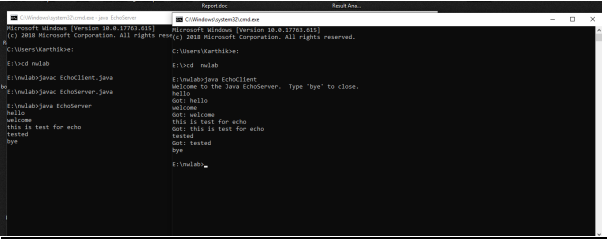 Report.doc
Result Ana...
C:\Windows\system32\cmd.exe - java EchoServer
Microsoft Windows [Version 10.0.17763.615]
(c) 2018 Microsoft Corporation. All rights rese
C:\Users\Karthik>e:
E:\>cd nwlab
E:\nwlab>javac EchoClient.java
E:\nwlab>javac EchoServer.java
E:\nwlab>java EchoServer
hello
welcome
this is test for echo
tested
bye
C:\Windows\system32\cmd.exe
Microsoft Windows [Version 10.0.17763.615]
(c) 2018 Microsoft Corporation. All rights reserved.
C:\Users\Karthik>e:
E:\>cd  nwlab
E:\nwlab>java EchoClient
Welcome to the Java EchoServer.  Type 'bye' to close.
hello
Got: hello
welcome
Got: welcome
this is test for echo
Got: this is test for echo
tested
Got: tested
bye
E:\nwlab>